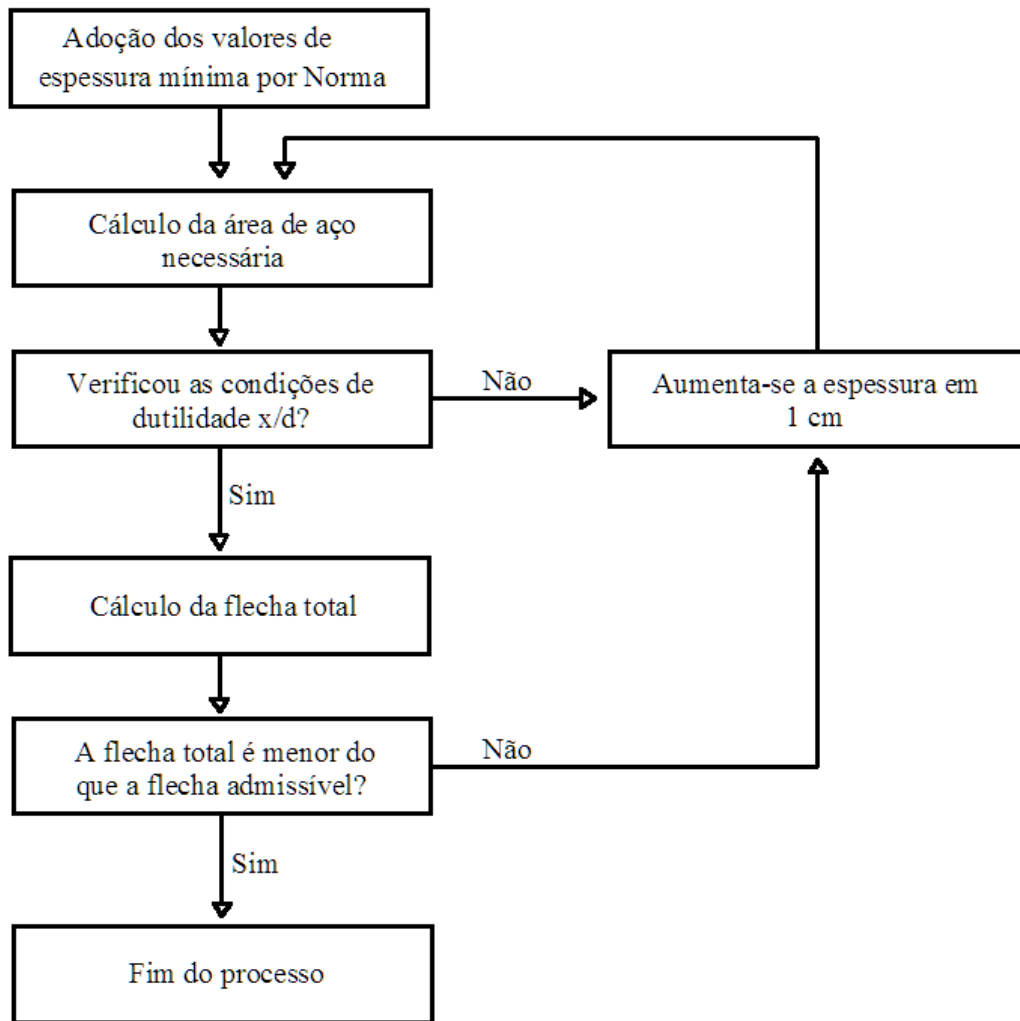 Adoção dos valores de
espessura mínima por Norma
Cálculo da área de aço
necessária
Verificou as condições de
dutilidade x/d?
Não
Aumenta-se a espessura em
1 cm
Sim
Cálculo da flecha total
A flecha total é menor do
que a flecha admissível?
Não
Sim
Fim do processo